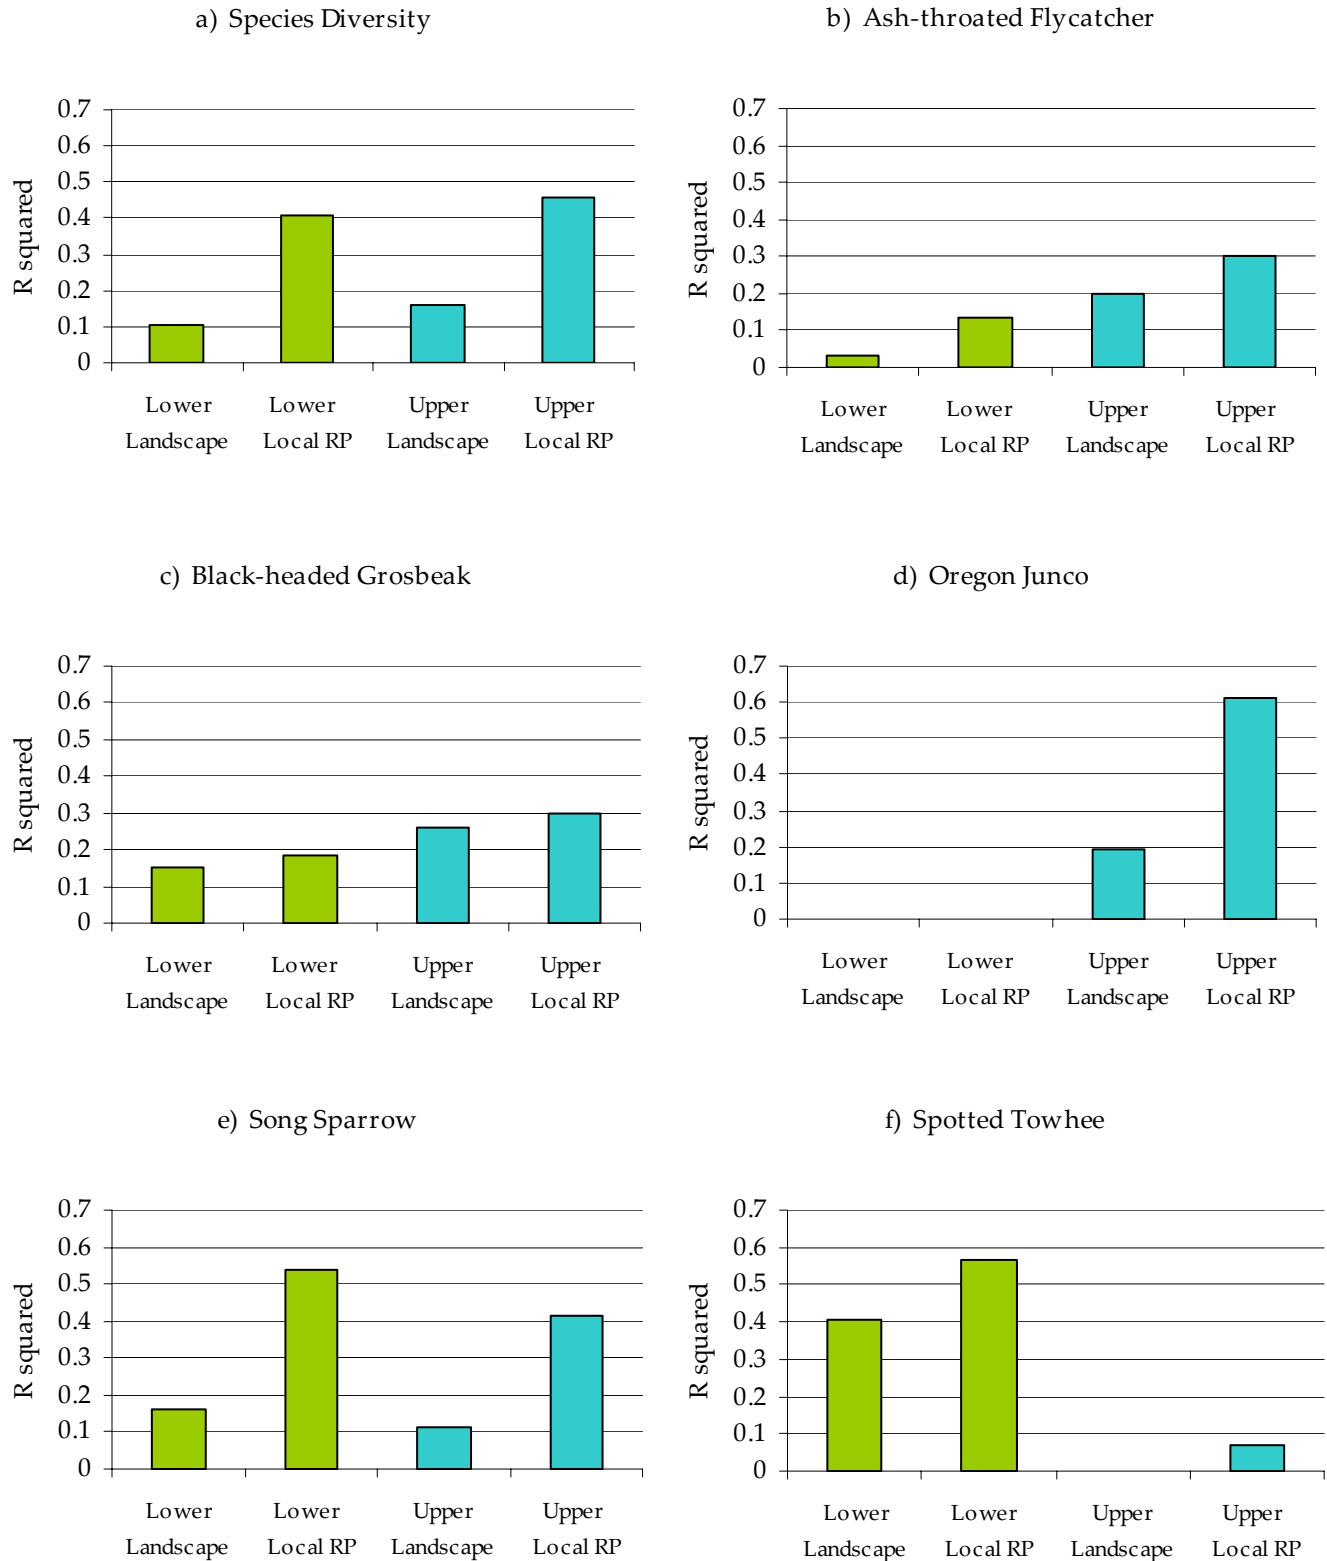 a) Species Diversity
R squared
0.7
0.6
0.5
0.4
0.3
0.2
0.1
0
Lower Lower Upper Upper
Landscape Local RP Landscape Local RP
b) Ash-throated Flycatcher
R squared
0.7
0.6
0.5
0.4
0.3
0.2
0.1
0
Lower Lower Upper Upper
Landscape Local RP Landscape Local RP
c) Black-headed Grosbeak
R squared
0.7
0.6
0.5
0.4
0.3
0.2
0.1
0
Lower Lower Upper Upper
Landscape Local RP Landscape Local RP
d) Oregon Junco
R squared
0.7
0.6
0.5
0.4
0.3
0.2
0.1
0
Lower Lower Upper Upper
Landscape Local RP Landscape Local RP
e) Song Sparrow
R squared
0.7
0.6
0.5
0.4
0.3
0.2
0.1
0
Lower Lower Upper Upper
Landscape Local RP Landscape Local RP
f) Spotted Towhee
R squared
0.7
0.6
0.5
0.4
0.3
0.2
0.1
0
Lower Lower Upper Upper
Landscape Local RP Landscape Local RP